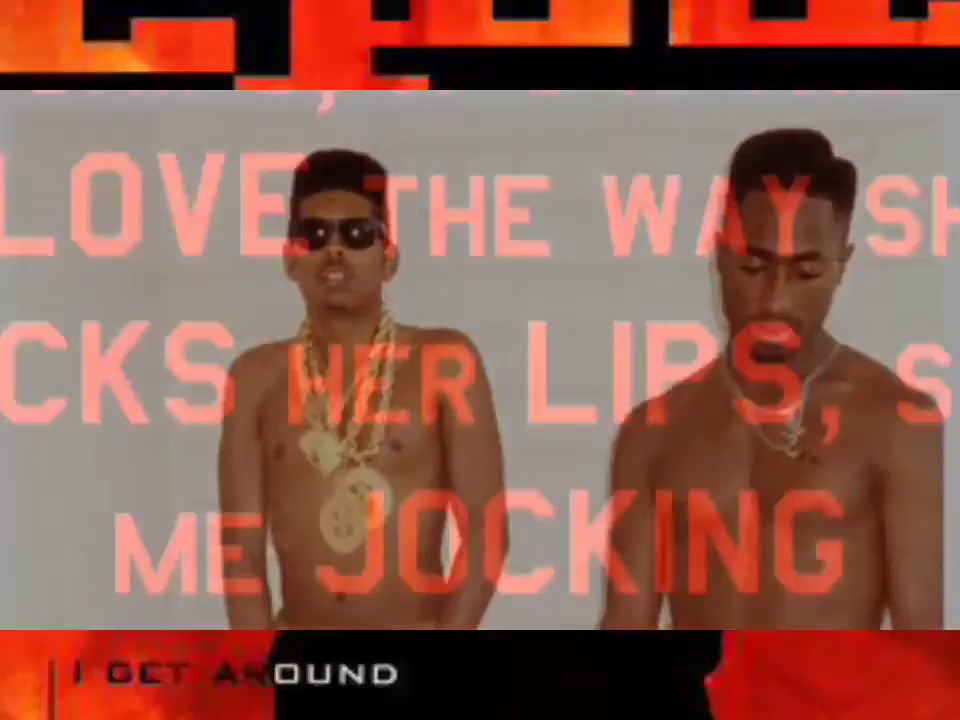 LOVE THE WAY SH
CKS HER LIPS, S
ME JOCKING
I GET AROUND